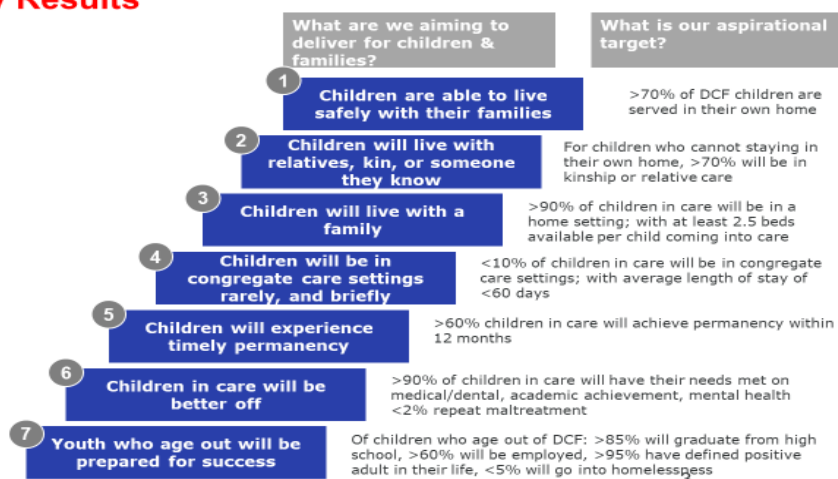 Results
What are we aiming to
deliver for children &
families?
What is our aspirational
target?
1
Children are able to live
safely with their families
>70% of DCF children are
served in their own home
2
Children will live with
relatives, kin, or someone
they know
For children who cannot staying in
their own home, >70% will be in
kinship or relative care
3
Children will live with a
family
>90% of children in care will be in a
home setting; with at least 2.5 beds
available per child coming into care
4
Children will be in
congregate care settings
rarely, and briefly
<10% of children in care will be in congregate
care settings; with average length of stay of
<60 days
5
Children will experience
timely permanency
>60% children in care will achieve permanency within
12 months
6
Children in care will be
better off
>90% of children in care will have their needs met on
medical/dental, academic achievement, mental health
<2% repeat maltreatment
7
Youth who age out will be
prepared for success
Of children who age out of DCF: >85% will graduate from high
school, >60% will be employed, >95% have defined positive
adult in their life, <5% will go into homelessness